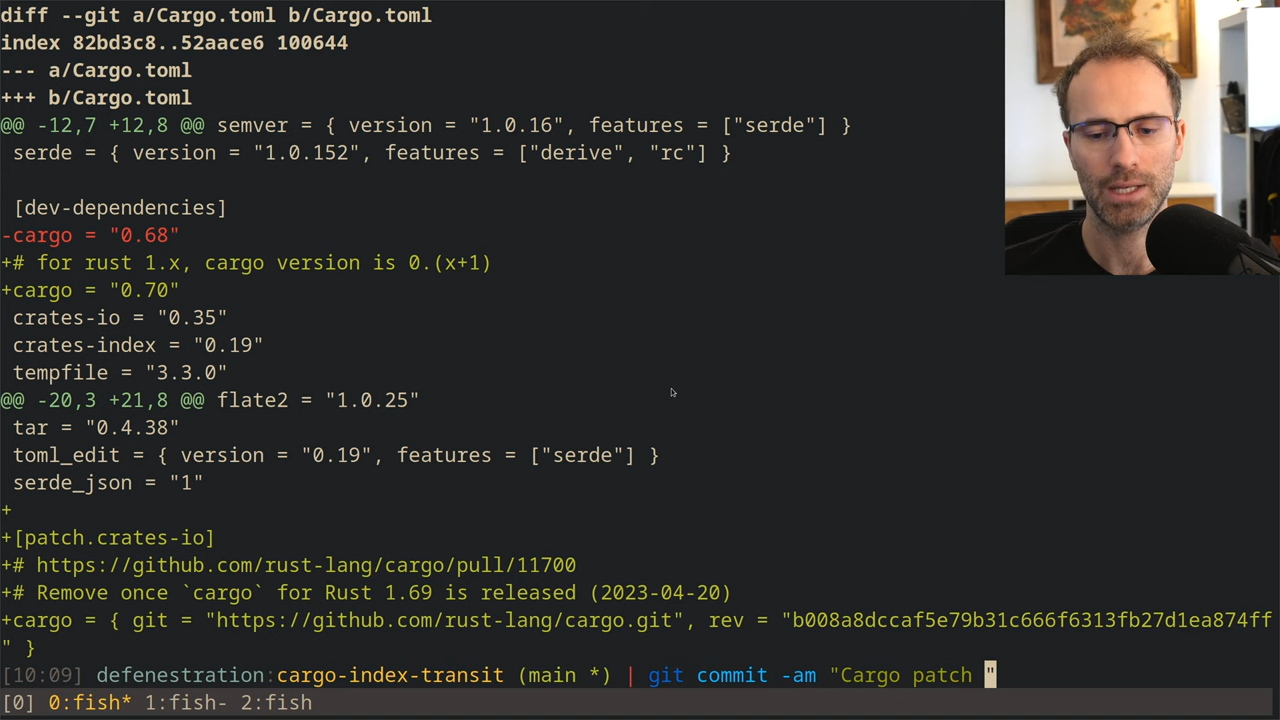 diff --git a/Cargo.toml b/Cargo.toml
index 82bd3c8..52aace6 100644
--- a/Cargo.toml
+++ b/Cargo.toml
@@ -12,7 +12,8 @@ semver = { version = "1.0.16", features = ["serde"] }
 serde = { version = "1.0.152", features = ["derive", "rc"] }
 [dev-dependencies]
-cargo = "0.68"
+# for rust 1.x, cargo version is 0.(x+1)
+cargo = "0.70"
 crates-io = "0.35"
 crates-index = "0.19"
 tempfile = "3.3.0"
@@ -20,3 +21,8 @@ flate2 = "1.0.25"
 tar = "0.4.38"
 toml_edit = { version = "0.19", features = ["serde"] }
 serde_json = "1"
+
+[patch.crates-io]
+# https://github.com/rust-lang/cargo/pull/11700
+# Remove once `cargo` for Rust 1.69 is released (2023-04-20)
+cargo = { git = "https://github.com/rust-lang/cargo.git", rev = "b008a8dccaf5e79b31c666f6313fb27d1ea874ff
" }
[10:09] defenestration:cargo-index-transit (main *) | git commit -am "Cargo patch "
[0] 0:fish* 1:fish- 2:fish